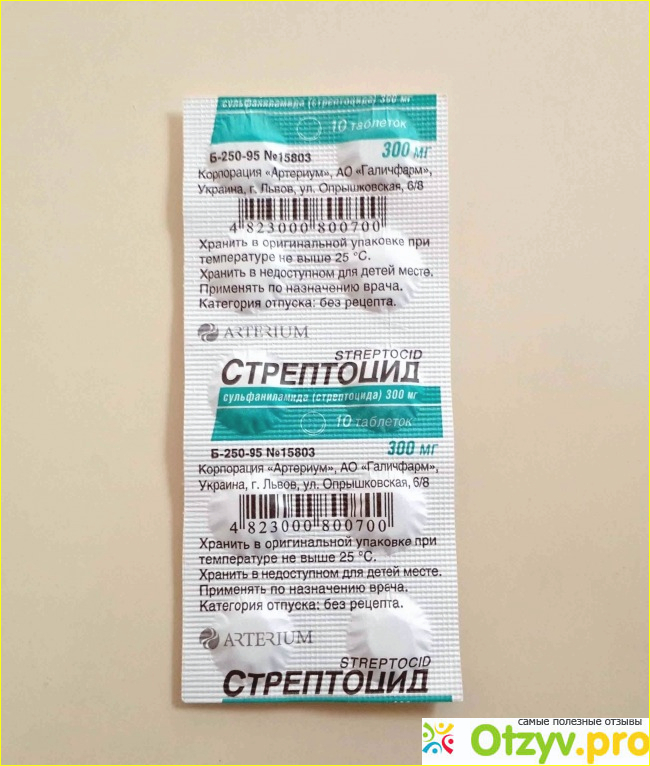 сульфаниламида (стрептоцида) 300 мг
10 таблеток
Б-250-95 №15803 300 мг
Корпорация «Артериум», АО «Галичфарм»,
Украина, г. Львов, ул. Опрышковская, 6/8
4 823000 800700
Хранить в оригинальной упаковке при
температуре не выше 25 °C.
Хранить в недоступном для детей месте.
Применять по назначению врача.
Категория отпуска: без рецепта.
ARTERIUM
STREPTOCID
СТРЕПТОЦИД
сульфаниламида (стрептоцида) 300 мг
10 таблеток
Б-250-95 №15803 300 мг
Корпорация «Артериум», АО «Галичфарм»,
Украина, г. Львов, ул. Опрышковская, 6/8
4 823000 800700
Хранить в оригинальной упаковке при
температуре не выше 25 °C.
Хранить в недоступном для детей месте.
Применять по назначению врача.
Категория отпуска: без рецепта.
ARTERIUM
STREPTOCID
СТРЕПТОЦИД
самые полезные отзывы
Otzyv.pro